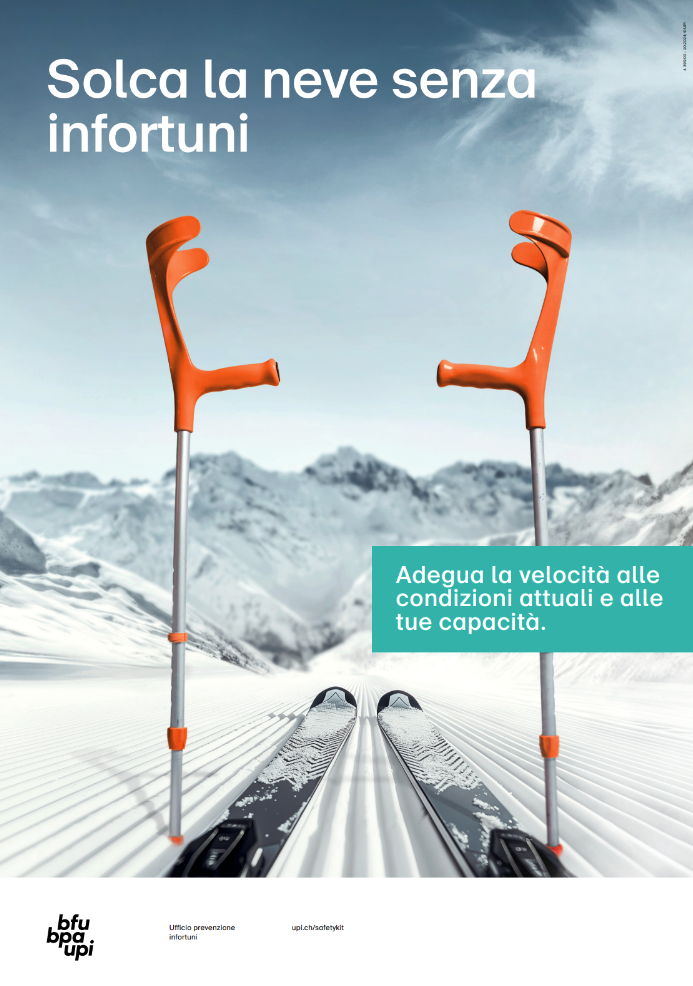 Solca la neve senza
infortuni
Adegua la velocità alle
condizioni attuali e alle
tue capacità.
bfu
bpa
upi
Ufficio prevenzione
infortuni
upi.ch/safetykit